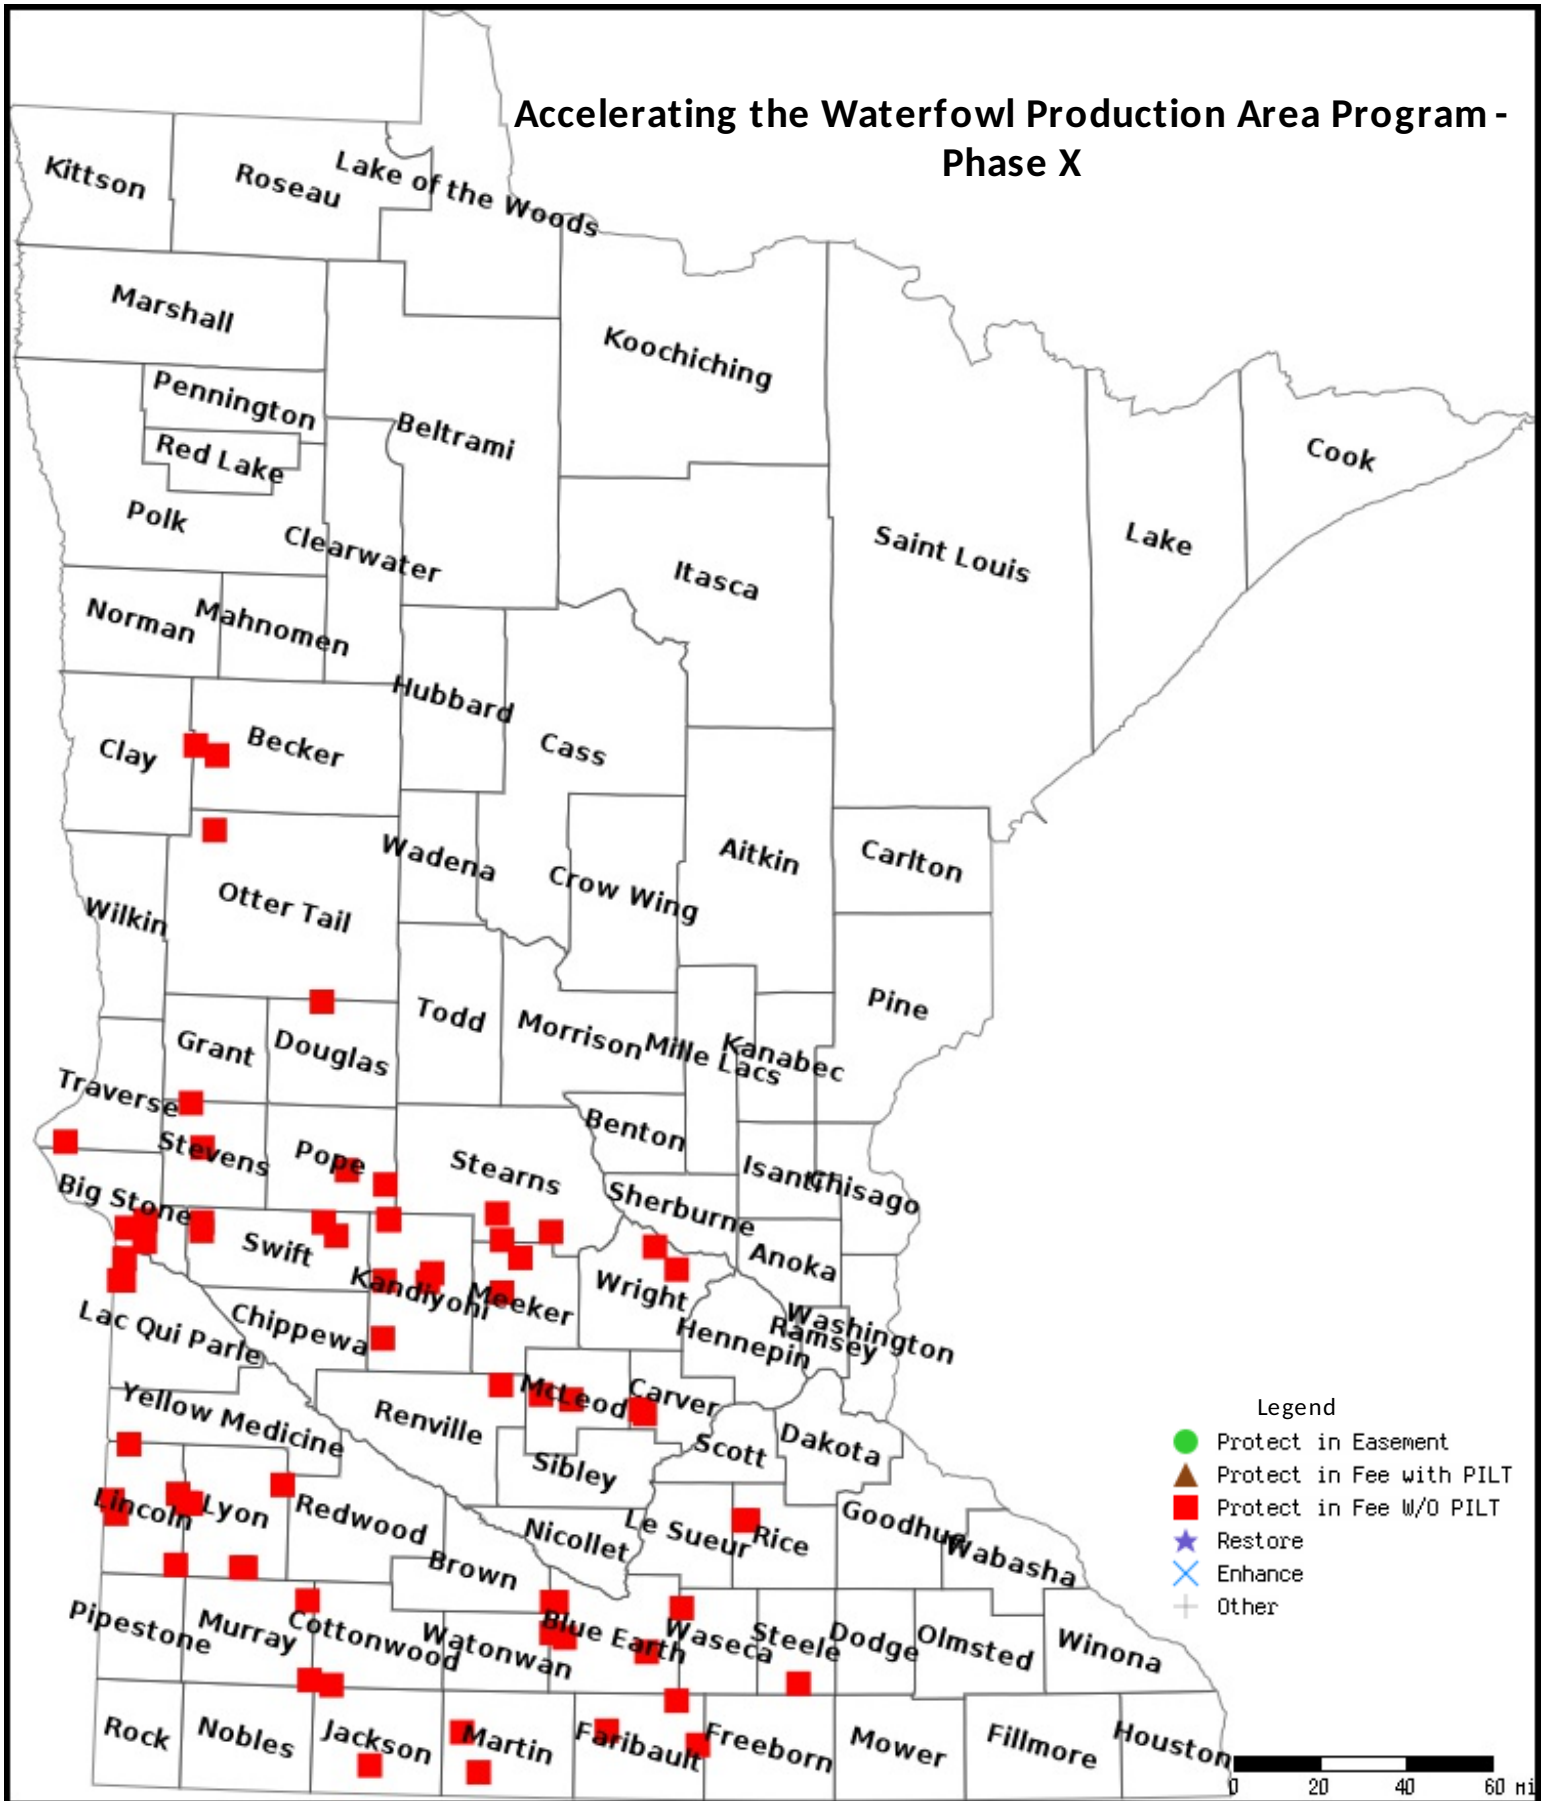 Accelerating the Waterfowl Production Area Program -
Phase X
Kittson
Roseau
Lake of the Woods
Marshall
Koochiching
Pennington
Beltrami
Red Lake
Cook
Polk
Clearwater
Saint Louis
Lake
Itasca
Norman
Mahnomen
Hubbard
Clay
Becker
Cass
Wadena
Aitkin
Carlton
Crow Wing
Otter Tail
Wilkin
Pine
Todd
Morrison
Mille Lacs
Kanabec
Grant
Douglas
Traverse
Benton
Stevens
Pope
Stearns
Isanti
Chisago
Big Stone
Sherburne
Swift
Anoka
Kandiyohi
Meeker
Wright
Lac Qui Parle
Chippewa
Hennepin
Ramsey
Washington
McLeod
Carver
Yellow Medicine
Renville
Scott
Dakota
Sibley
Legend
Protect in Easement
Protect in Fee with PILT
Protect in Fee W/O PILT
Restore
Enhance
Other
Lincoln
Lyon
Redwood
Nicollet
Le Sueur
Rice
Goodhue
Wabasha
Brown
Pipestone
Murray
Cottonwood
Watonwan
Blue Earth
Waseca
Steele
Dodge
Olmsted
Winona
Rock
Nobles
Jackson
Martin
Faribault
Freeborn
Mower
Fillmore
Houston
0 20 40 60 mi